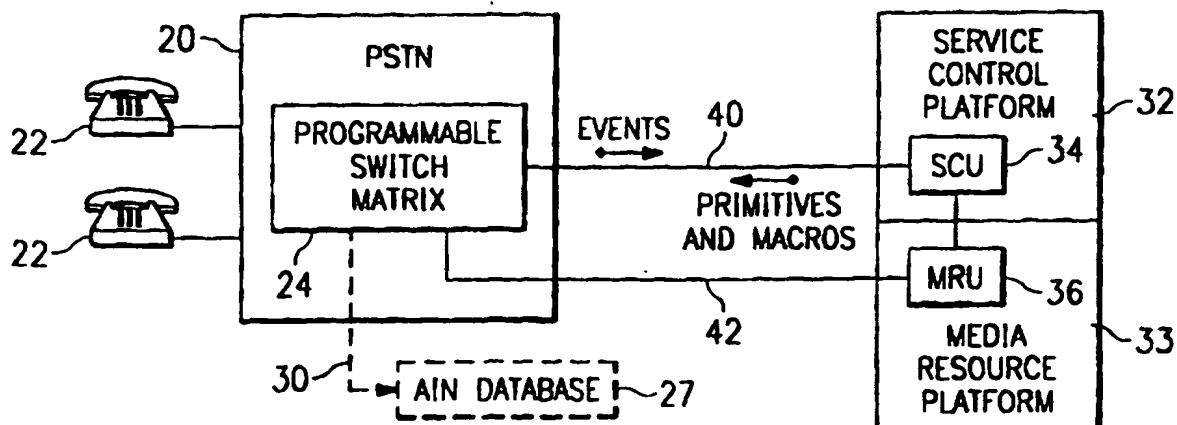 20
PSTN
22
22
PROGRAMMABLE
SWITCH
MATRIX
24
30
AIN DATABASE
27
EVENTS
40
PRIMITIVES
AND MACROS
42
SERVICE
CONTROL
PLATFORM
32
SCU
34
MRU
36
MEDIA
RESOURCE
PLATFORM
33